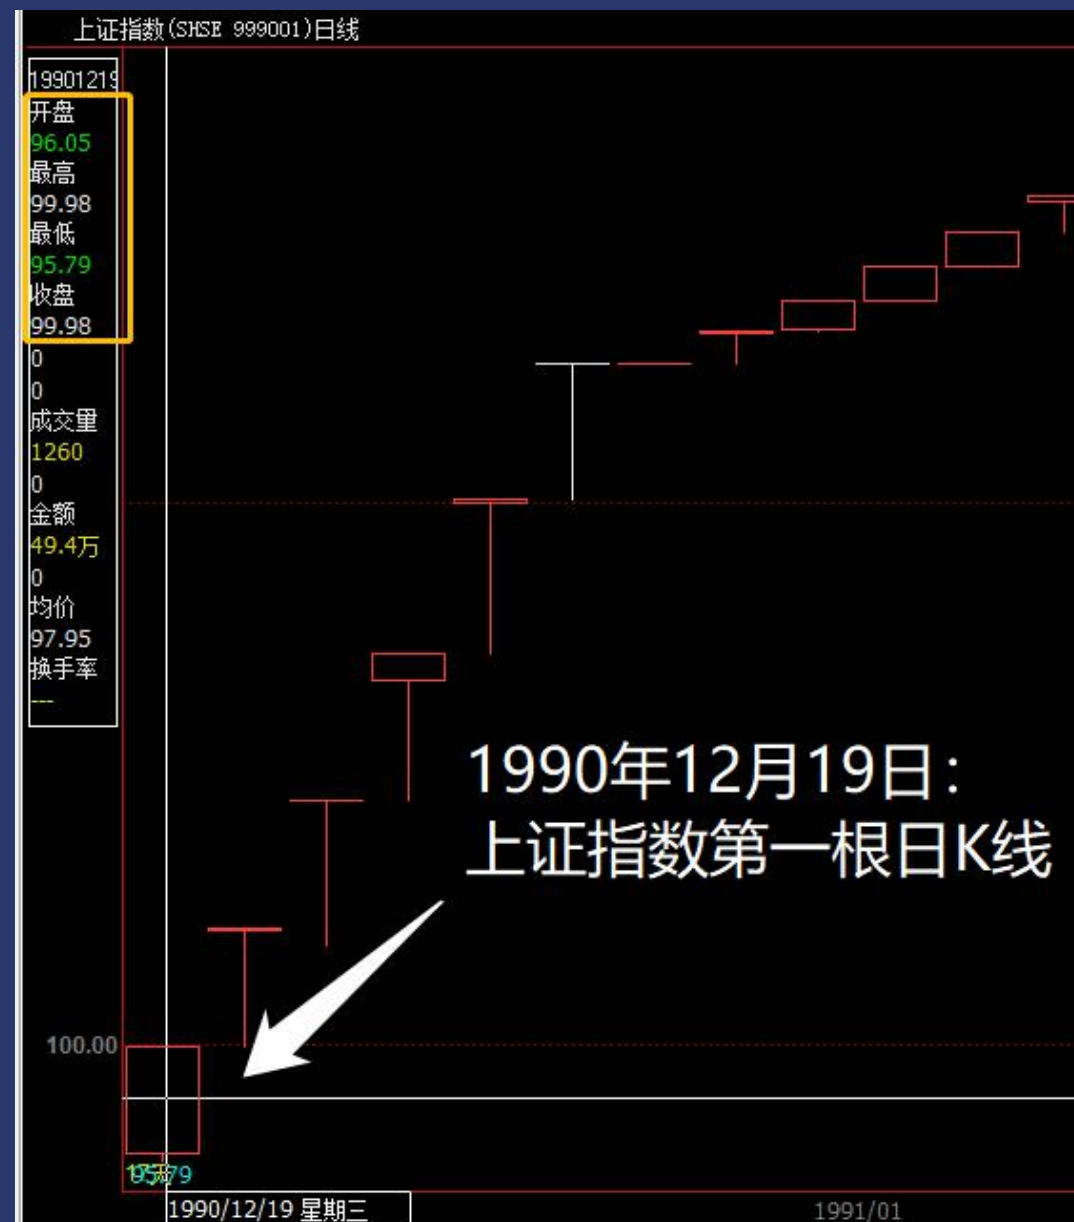 上证指数(SHSE 999001)日线
19901219
开盘
96.05
最高
99.98
最低
95.79
收盘
99.98
0
0
成交量
1260
0
金额
49.4万
0
均价
97.95
换手率
---
1990年12月19日：
上证指数第一根日K线
100.00
95.79
1990/12/19 星期三
1991/01